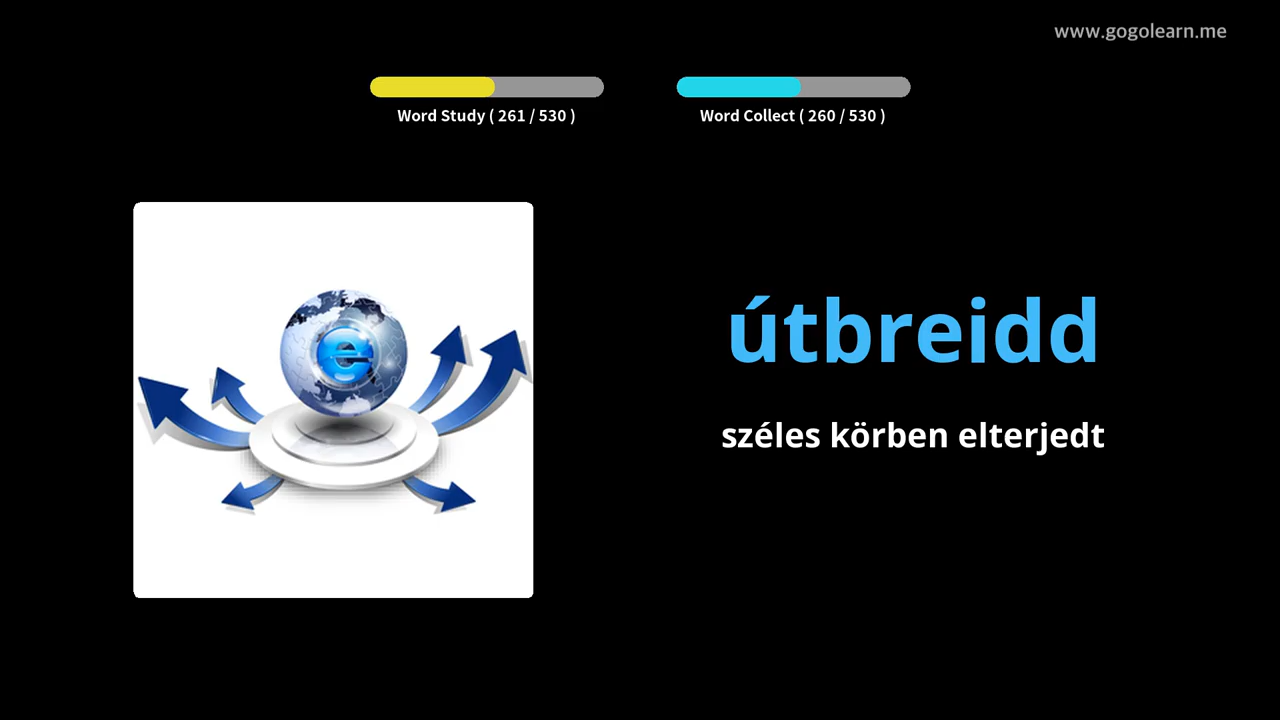 www.gogolearn.me
Word Study ( 261 / 530 )
Word Collect ( 260 / 530 )
e
útbreidd
széles körben elterjedt